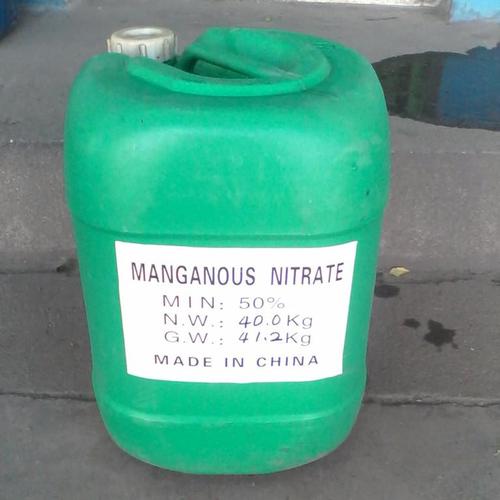 MANGANOUS NITRATE
MIN: 50%
N.W.: 40.0Kg
G.W.: 41.2Kg
MADE IN CHINA